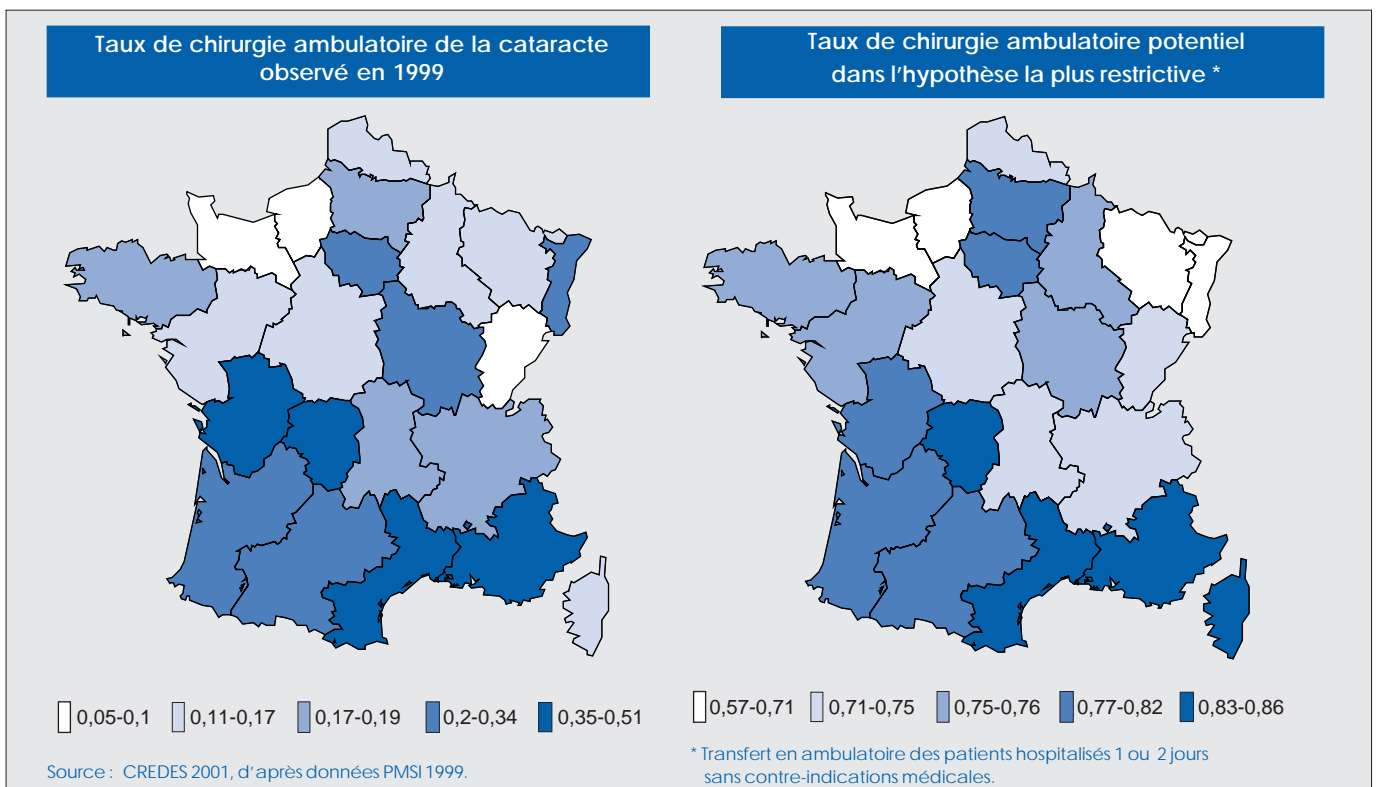 Taux de chirurgie ambulatoire de la cataracte
observé en 1999
Taux de chirurgie ambulatoire potentiel
dans l'hypothèse la plus restrictive *
0,05-0,1 0,11-0,17 0,17-0,19 0,2-0,34 0,35-0,51
Source : CREDES 2001, d'après données PMSI 1999.
0,57-0,71 0,71-0,75 0,75-0,76 0,77-0,82 0,83-0,86
* Transfert en ambulatoire des patients hospitalisés 1 ou 2 jours
sans contre-indications médicales.